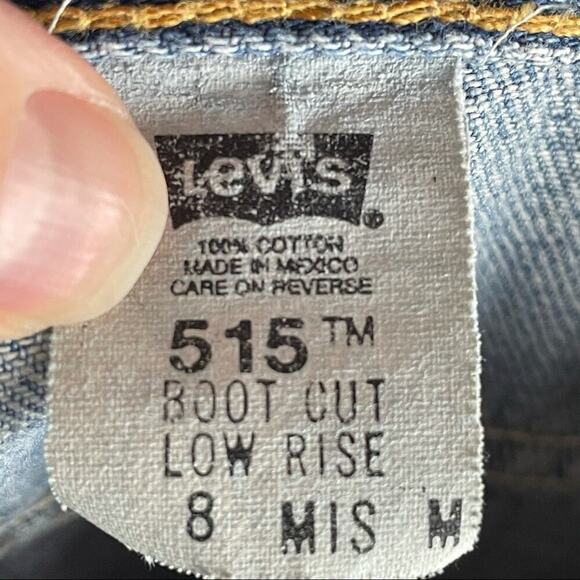 Levi's ®
100% COTTON
MADE IN MEXICO
CARE ON REVERSE
515™
BOOT CUT
LOW RISE
8 MIS M